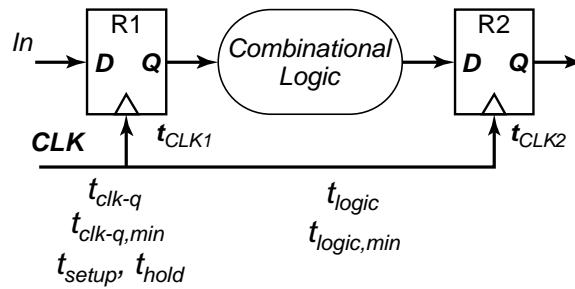 R1
R2
In
D Q
Combinational
Logic
D Q
CLK
t_CLK1
t_CLK2
t_clk-q
t_clk-q,min
t_setup, t_hold
t_logic
t_logic,min